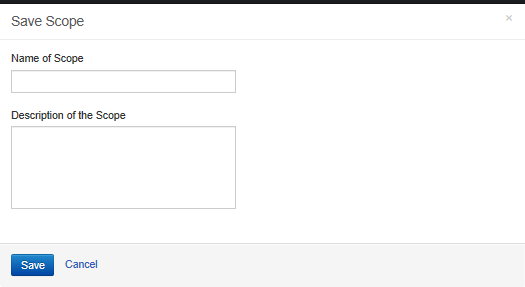 Save Scope
×
Name of Scope
Description of the Scope
Save Cancel